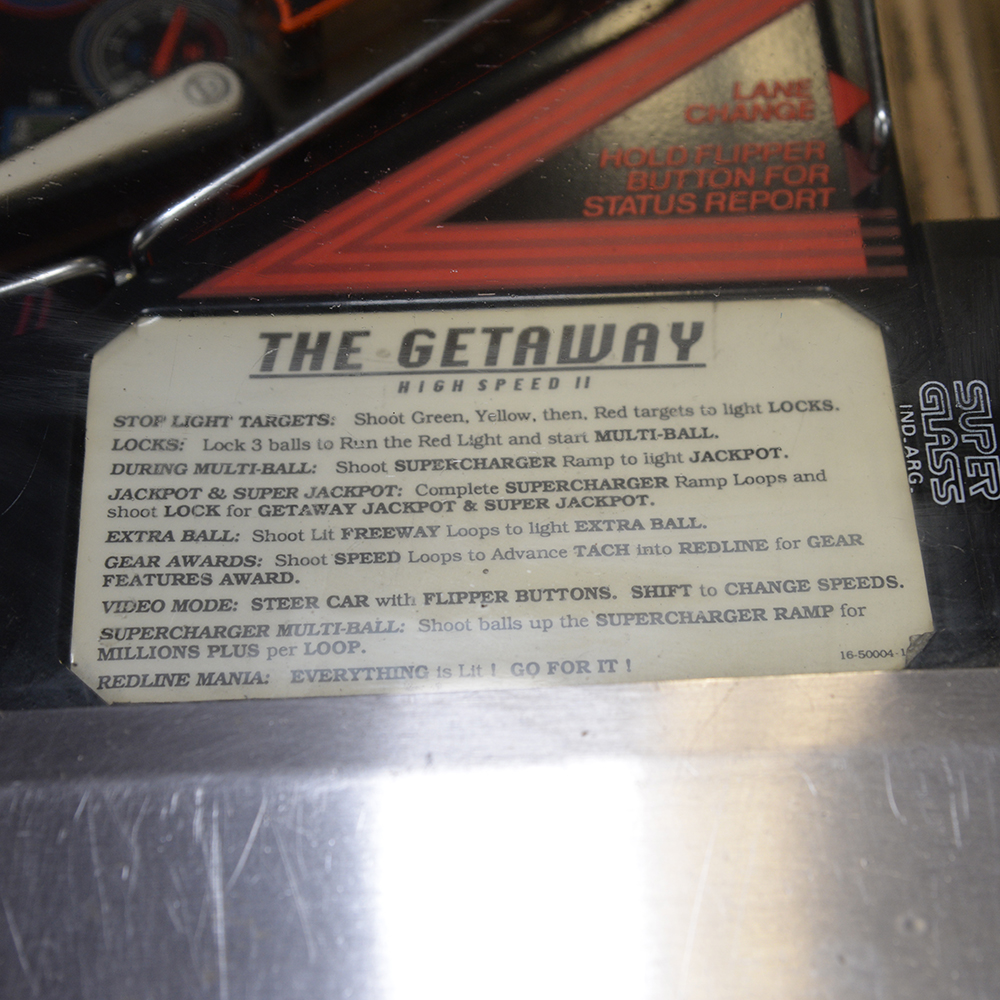 LANE
CHANGE
HOLD FLIPPER
BUTTON FOR
STATUS REPORT
THE GETAWAY
HIGH SPEED II
STOP LIGHT TARGETS: Shoot Green, Yellow, then, Red targets to light LOCKS.
LOCKS: Lock 3 balls to Run the Red Light and start MULTI-BALL.
DURING MULTI-BALL: Shoot SUPERCHARGER Ramp to light JACKPOT.
JACKPOT & SUPER JACKPOT: Complete SUPERCHARGER Ramp Loops and
shoot LOCK for GETAWAY JACKPOT & SUPER JACKPOT.
EXTRA BALL: Shoot Lit FREEWAY Loops to light EXTRA BALL.
GEAR AWARDS: Shoot SPEED Loops to Advance TACH into REDLINE for GEAR
FEATURES AWARD.
VIDEO MODE: STEER CAR with FLIPPER BUTTONS. SHIFT to CHANGE SPEEDS.
SUPERCHARGER MULTI-BALL: Shoot balls up the SUPERCHARGER RAMP for
MILLIONS PLUS per LOOP.
REDLINE MANIA: EVERYTHING is Lit ! GO FOR IT !
16-50004-1
SUPER
GLASS
IND. ARG.